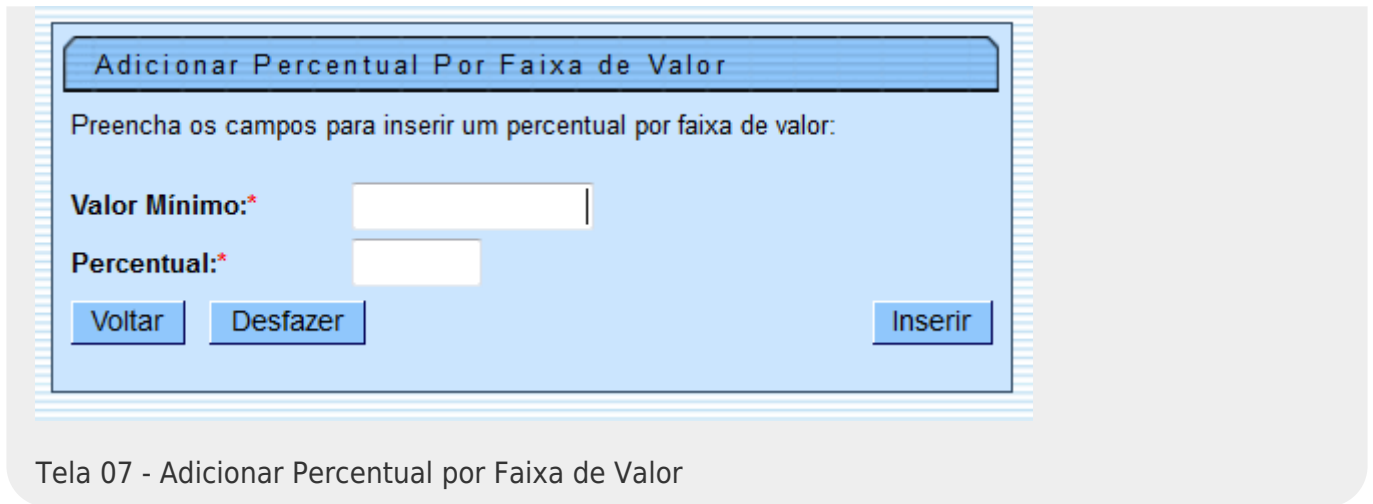 Adicionar Percentual Por Faixa de Valor
Preencha os campos para inserir um percentual por faixa de valor:
Valor Mínimo:*
Percentual:*
Voltar Desfazer Inserir
Tela 07 - Adicionar Percentual por Faixa de Valor